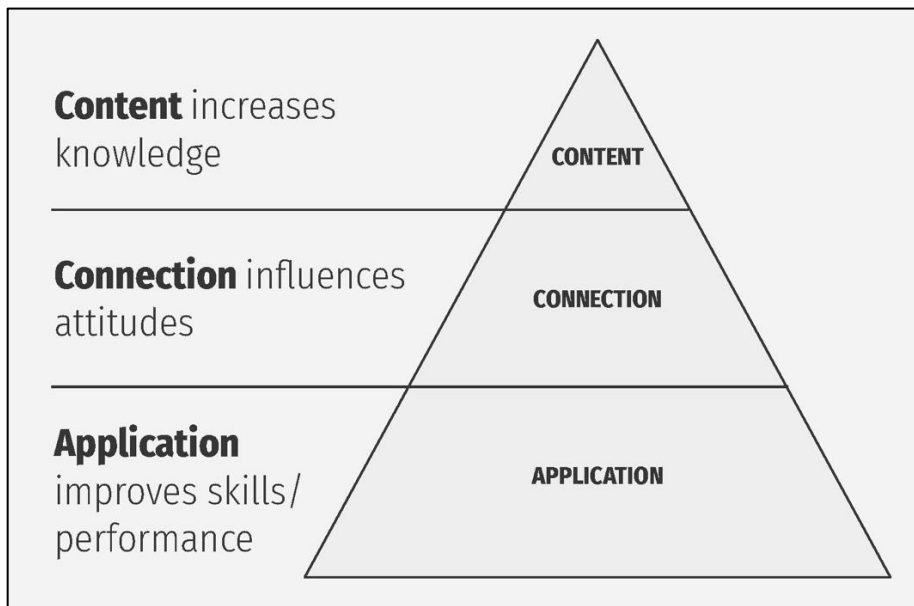 Content increases
knowledge
CONTENT
Connection influences
attitudes
CONNECTION
Application
improves skills/
performance
APPLICATION